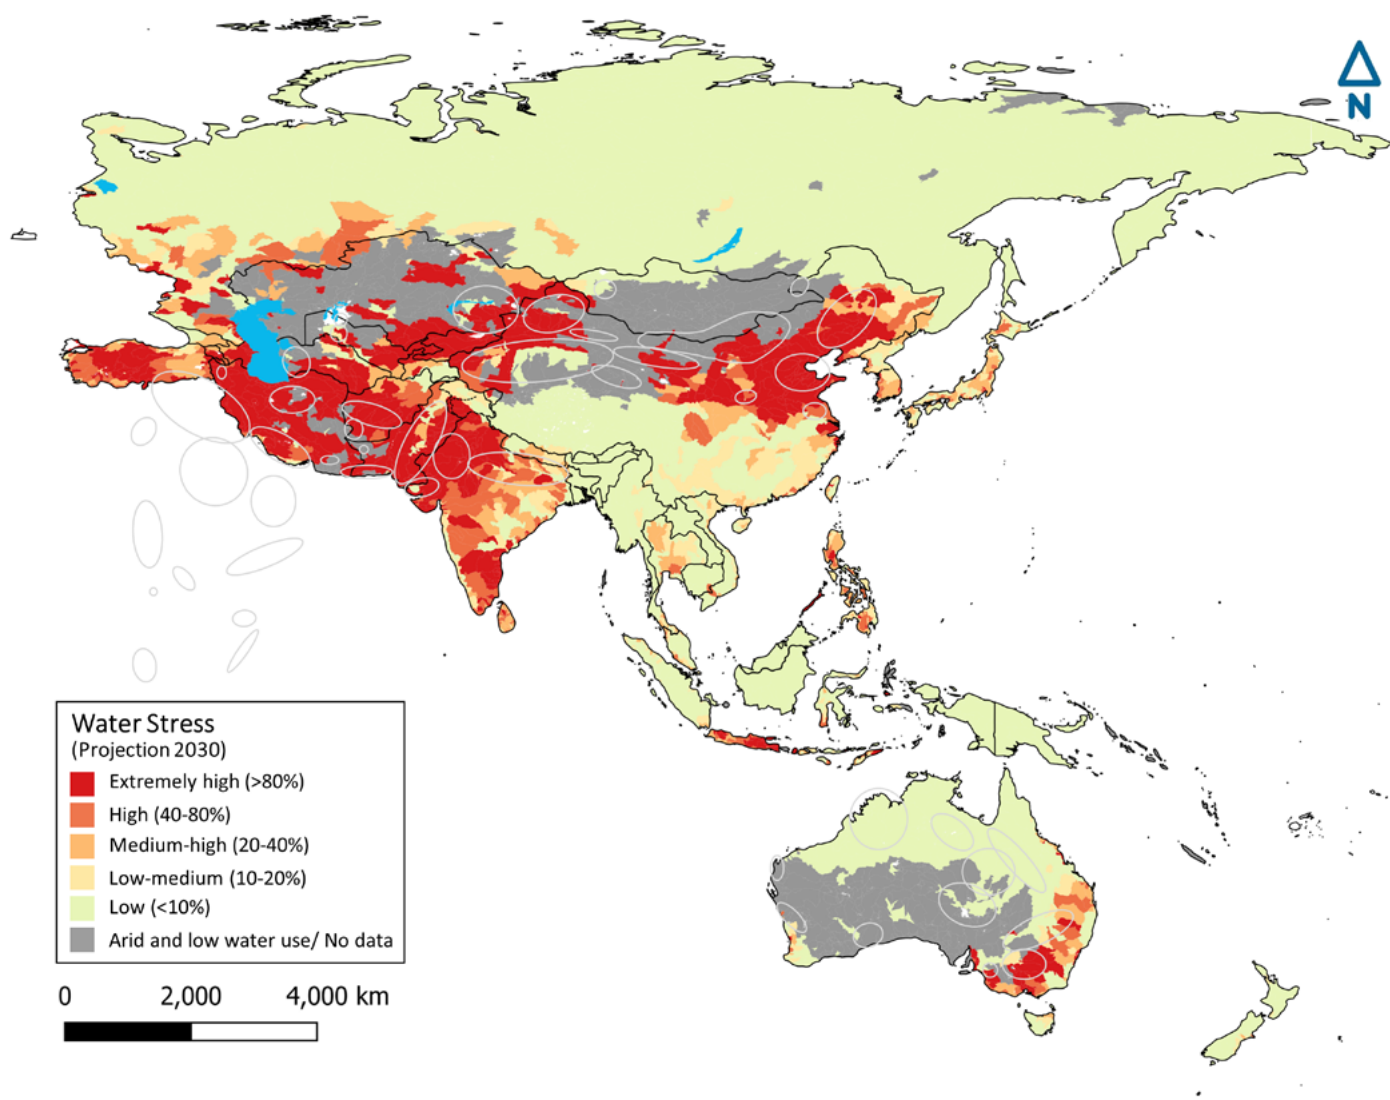 N
Water Stress
(Projection 2030)
Extremely high (>80%)
High (40-80%)
Medium-high (20-40%)
Low-medium (10-20%)
Low (<10%)
Arid and low water use/ No data
0 2,000 4,000 km